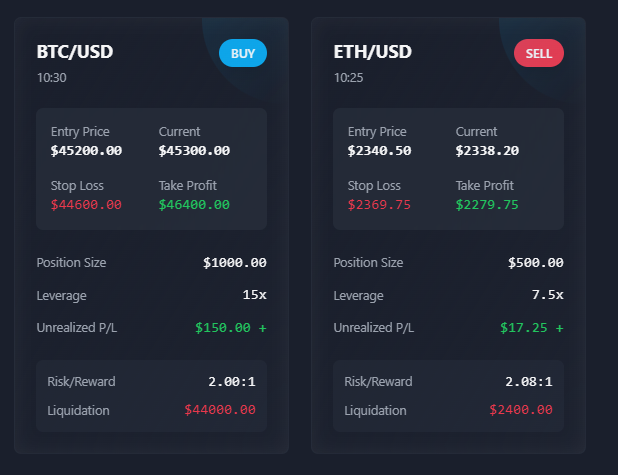 BTC/USD BUY
10:30
Entry Price Current
$45200.00 $45300.00
Stop Loss Take Profit
$44600.00 $46400.00
Position Size $1000.00
Leverage 15x
Unrealized P/L $150.00 +
Risk/Reward 2.00:1
Liquidation $44000.00
ETH/USD SELL
10:25
Entry Price Current
$2340.50 $2338.20
Stop Loss Take Profit
$2369.75 $2279.75
Position Size $500.00
Leverage 7.5x
Unrealized P/L $17.25 +
Risk/Reward 2.08:1
Liquidation $2400.00